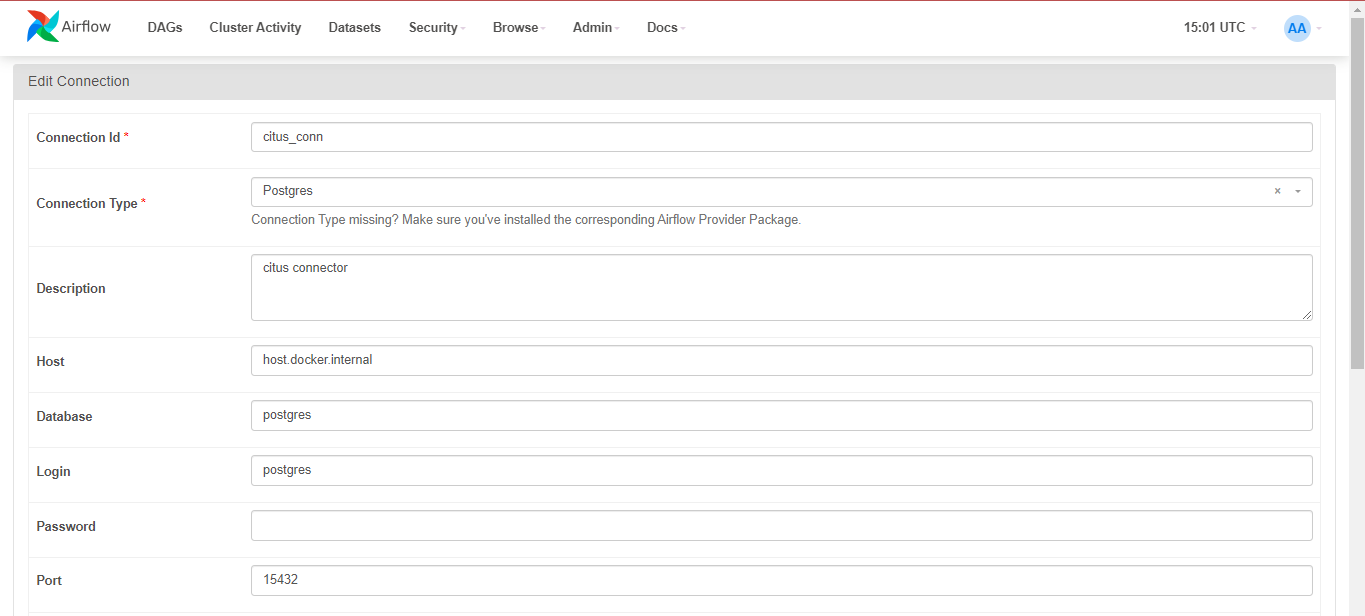 Airflow DAGs Cluster Activity Datasets Security Browse Admin Docs 15:01 UTC AA
Edit Connection
Connection Id * citus_conn
Connection Type * Postgres × 
Connection Type missing? Make sure you've installed the corresponding Airflow Provider Package.
Description citus connector
Host host.docker.internal
Database postgres
Login postgres
Password
Port 15432